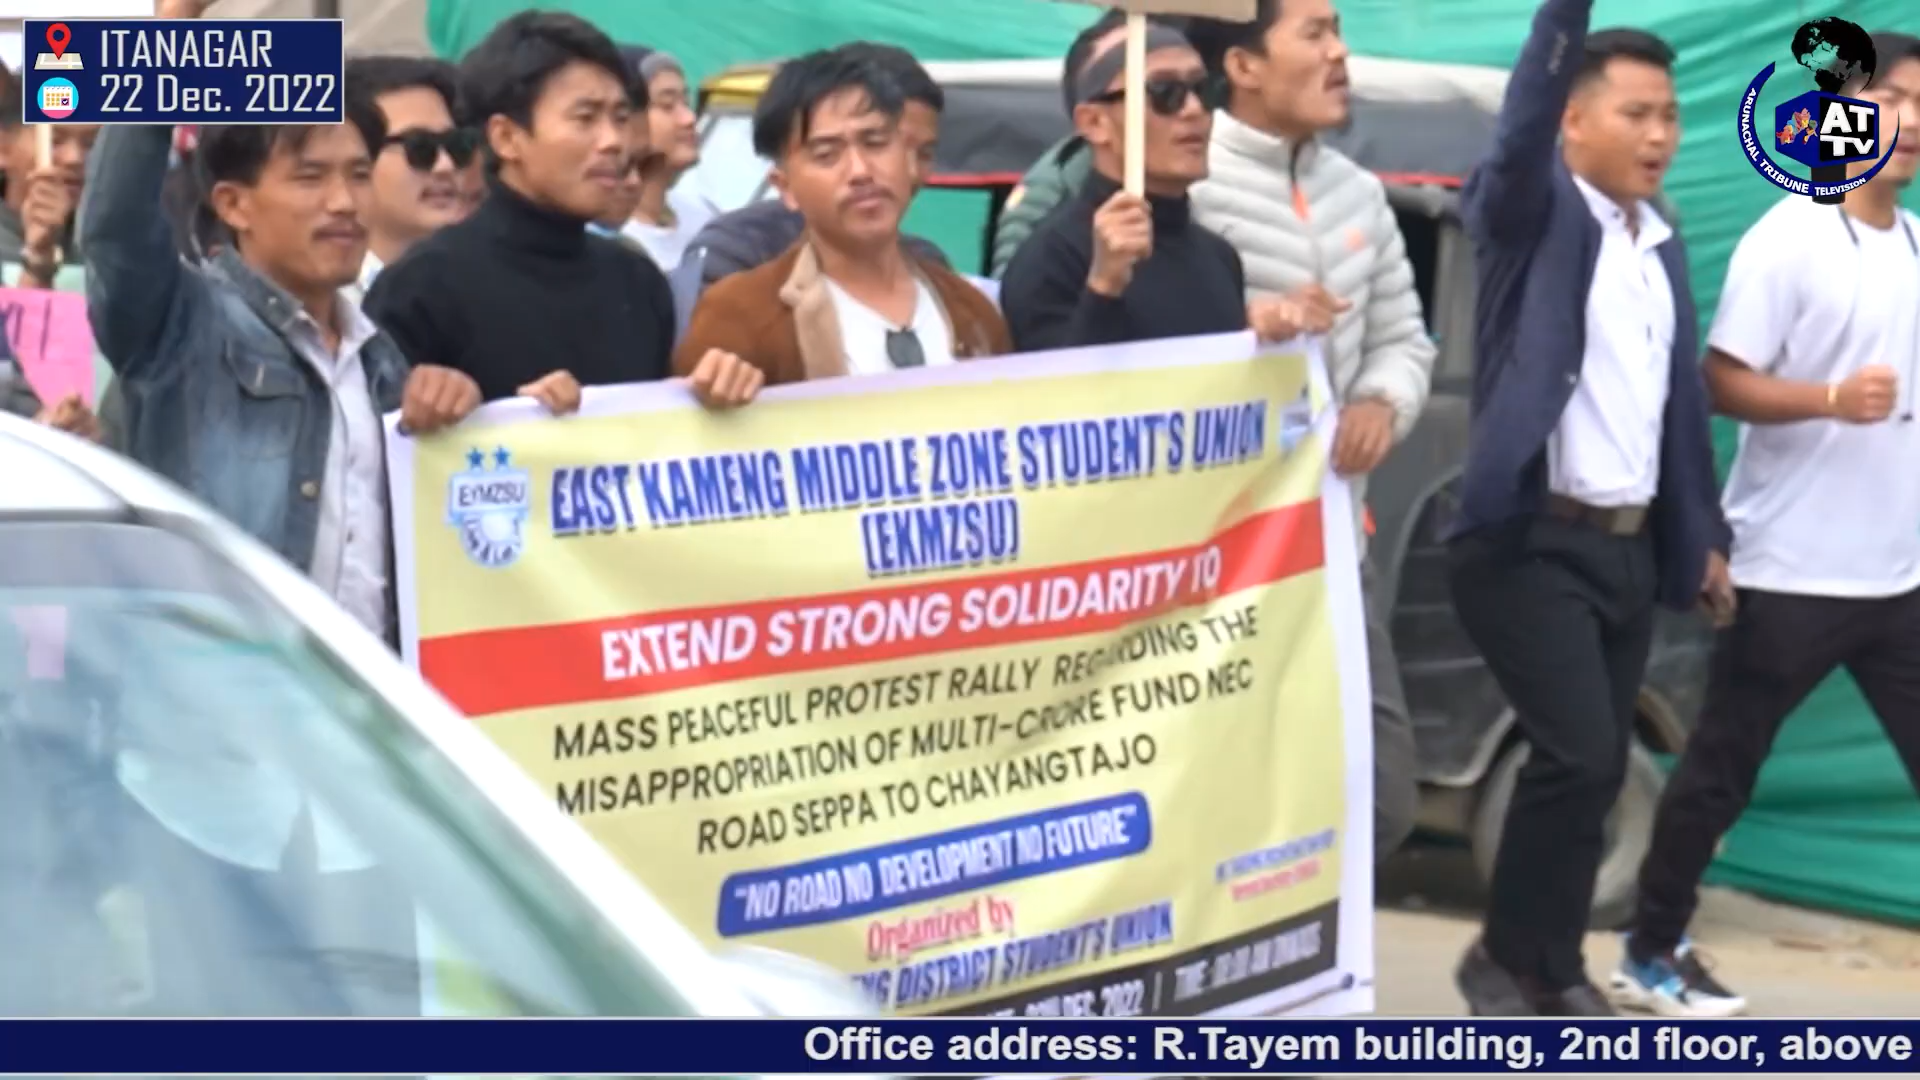 ITANAGAR
22 Dec. 2022
ARUNACHAL TRIBUNE TELEVISION
AT
TV
EKMZSU
EAST KAMENG MIDDLE ZONE STUDENT'S UNION
(EKMZSU)
EXTEND STRONG SOLIDARITY TO
MASS PEACEFUL PROTEST RALLY REGARDING THE
MISAPPROPRIATION OF MULTI-CRORE FUND NEC
ROAD SEPPA TO CHAYANGTAJO
"NO ROAD NO DEVELOPMENT NO FUTURE"
Organized by
DISTRICT STUDENT'S UNION
DEC, 2022 |
Office address: R.Tayem building, 2nd floor, above